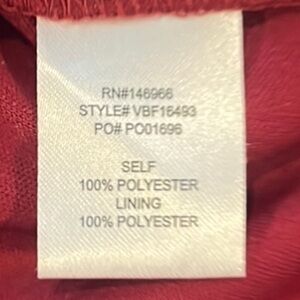 RN#146966
STYLE# VBF16493
PO# PO01696
SELF
100% POLYESTER
LINING
100% POLYESTER